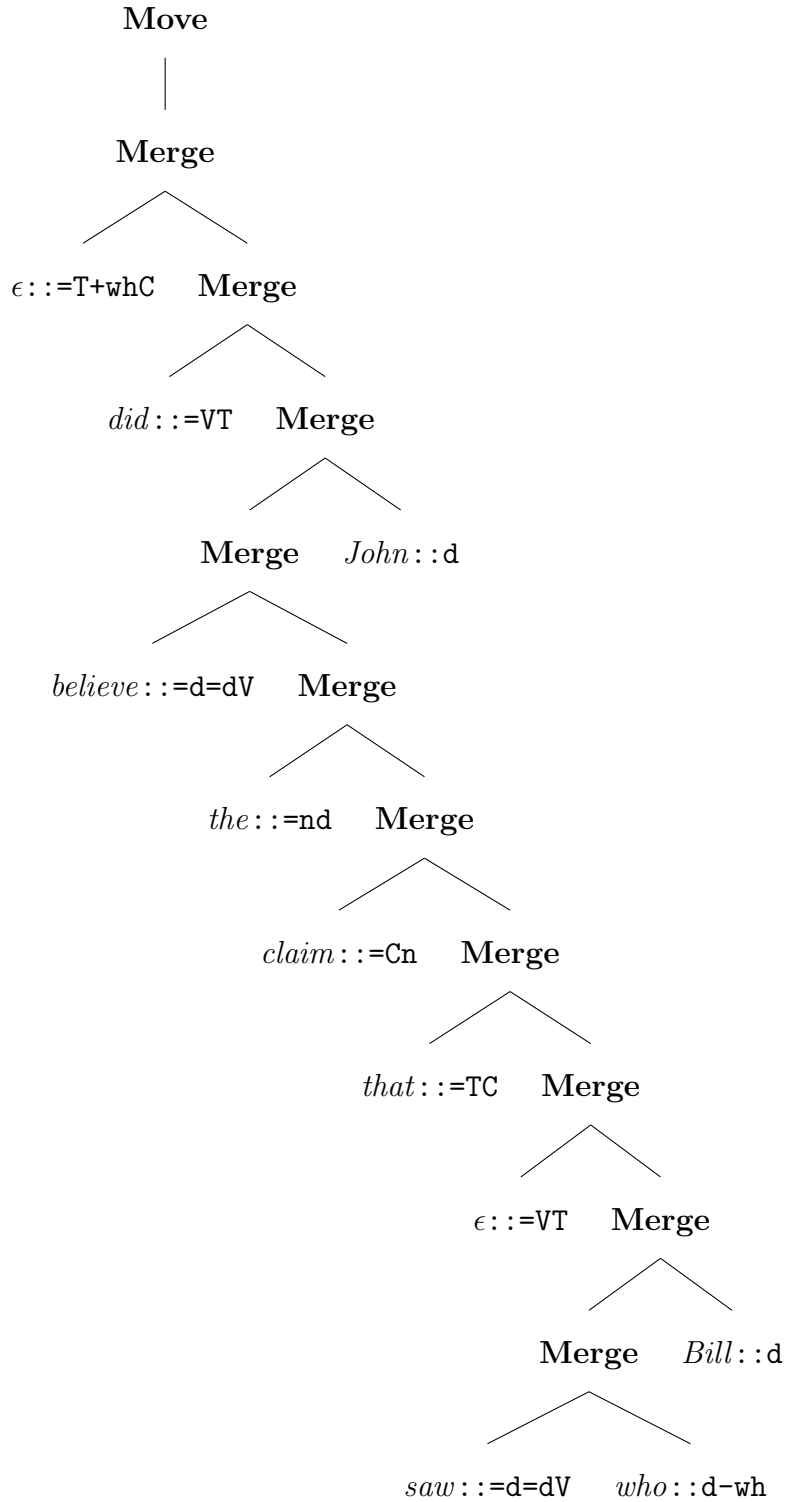 Move
Merge
ϵ::=T+whC Merge
did::=VT Merge
Merge John::d
believe::=d=dV Merge
the::=nd Merge
claim::=Cn Merge
that::=TC Merge
ϵ::=VT Merge
Merge Bill::d
saw::=d=dV who::d-wh